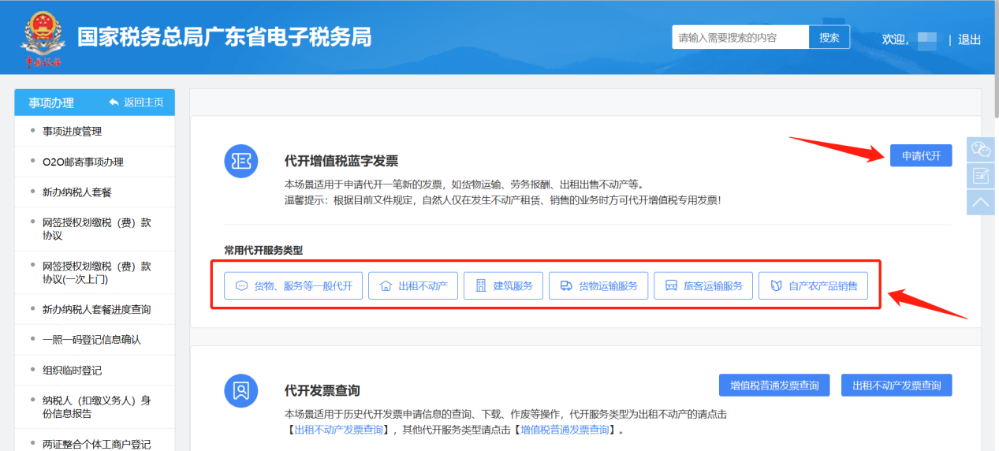 国家税务总局广东省电子税务局
中国税务
请输入需要搜索的内容
搜索
欢迎,
| 退出
事项办理
返回主页
事项进度管理
O2O邮寄事项办理
新办纳税人套餐
网签授权划缴税（费）款
协议
网签授权划缴税（费）款
协议(一次上门)
新办纳税人套餐进度查询
一照一码登记信息确认
组织临时登记
纳税人（扣缴义务人）身
份信息报告
两证整合个体工商户登记
代开增值税蓝字发票
申请代开
本场景适用于申请代开一笔新的发票，如货物运输、劳务报酬、出租出售不动产等。
温馨提示：根据目前文件规定，自然人仅在发生不动产租赁、销售的业务时方可代开增值税专用发票！
常用代开服务类型
货物、服务等一般代开
出租不动产
建筑服务
货物运输服务
旅客运输服务
自产农产品销售
代开发票查询
增值税普通发票查询
出租不动产发票查询
本场景适用于历史代开发票申请信息的查询、下载、作废等操作，代开服务类型为出租不动产的请点击
【出租不动产发票查询】，其他代开服务类型请点击【增值税普通发票查询】。